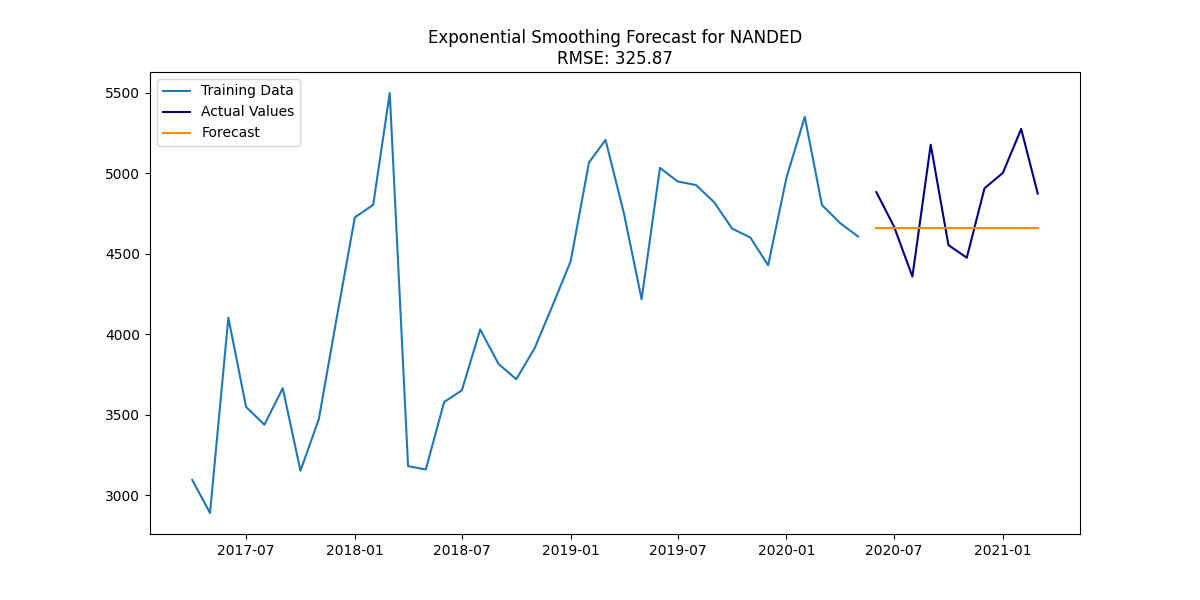 Exponential Smoothing Forecast for NANDED
RMSE: 325.87
Training Data
Actual Values
Forecast
5500
5000
4500
4000
3500
3000
2017-07
2018-01
2018-07
2019-01
2019-07
2020-01
2020-07
2021-01